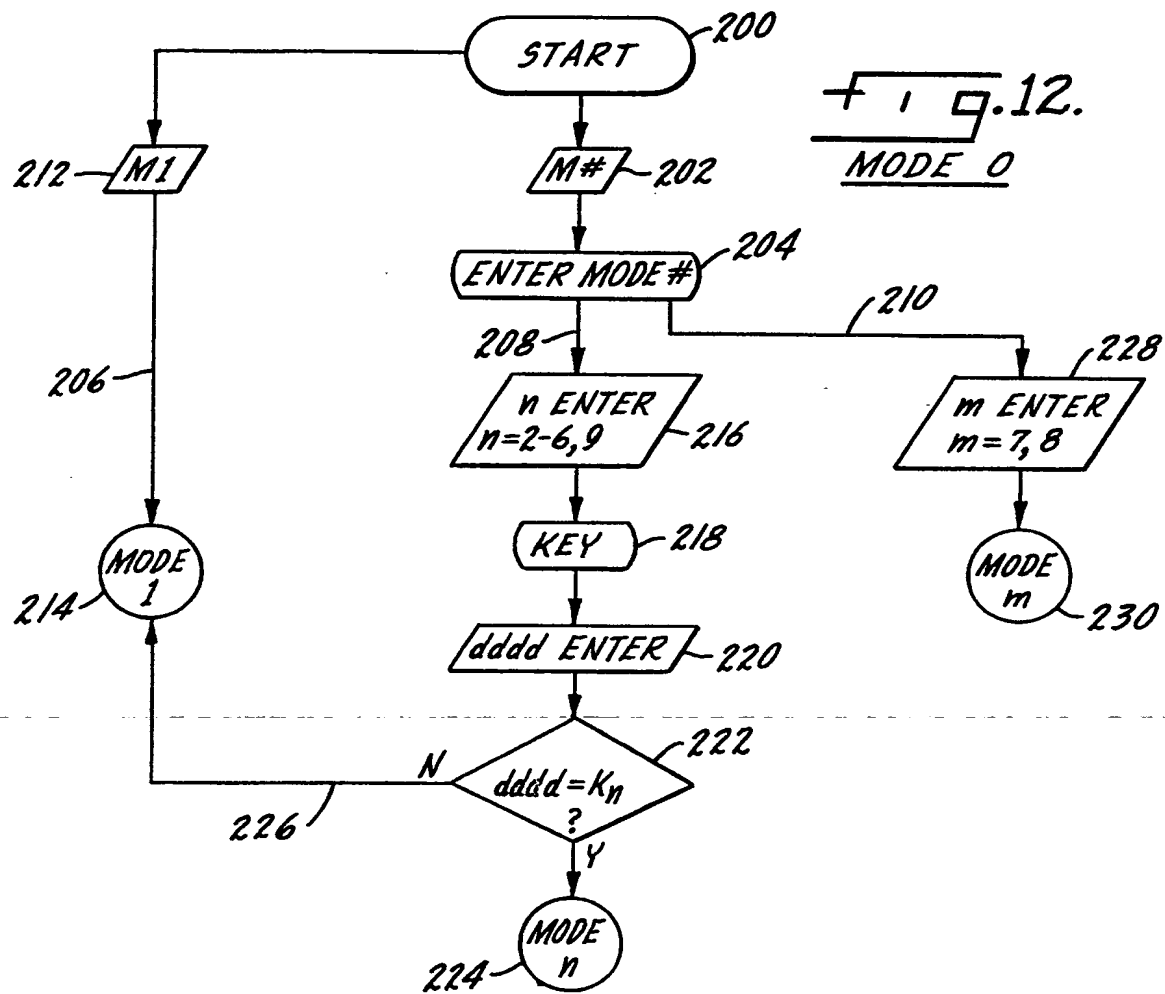 200
START
Fig. 12.
MODE 0
212
M1
M#
202
ENTER MODE #
204
210
208
206
n ENTER
n=2-6,9
216
228
m ENTER
m=7,8
KEY
218
MODE
1
214
MODE
m
230
dddd ENTER
220
222
N
dddd=Kn
?
226
Y
MODE
n
224